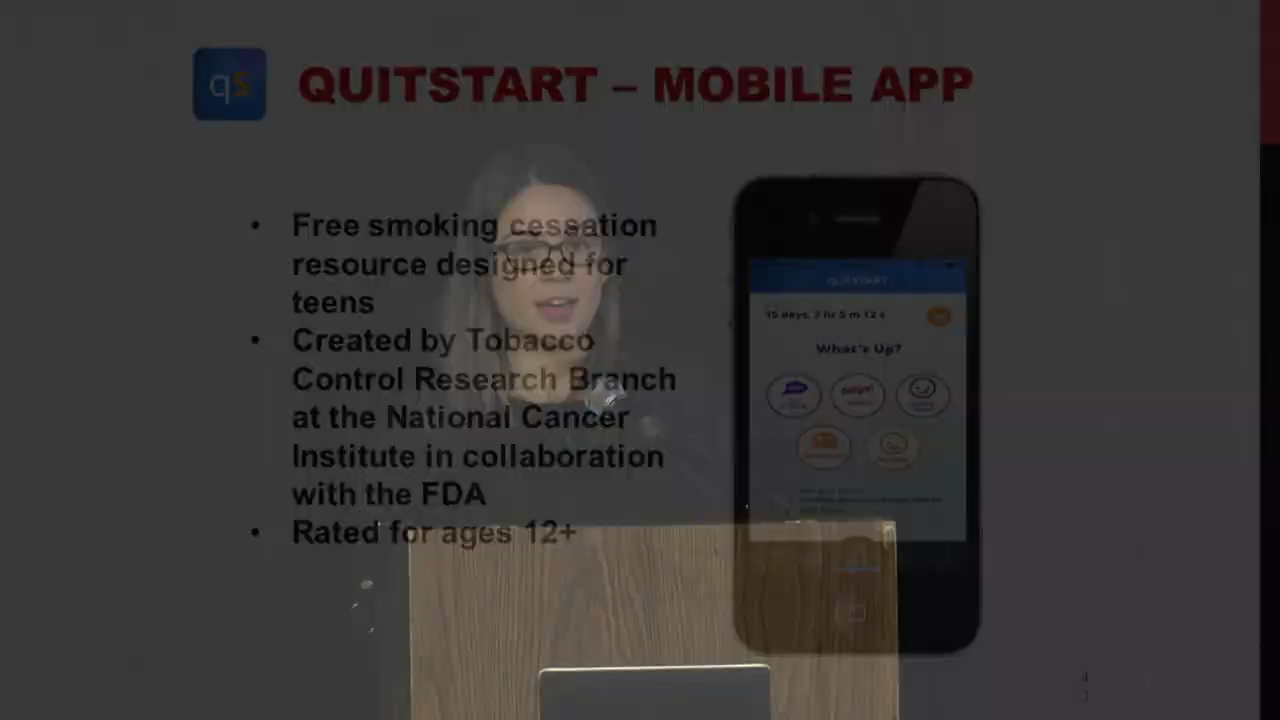 qs
QUITSTART – MOBILE APP
• Free smoking cessation
resource designed for
teens
• Created by Tobacco
Control Research Branch
at the National Cancer
Institute in collaboration
with the FDA
• Rated for ages 12+
QUITSTART
What's Up?